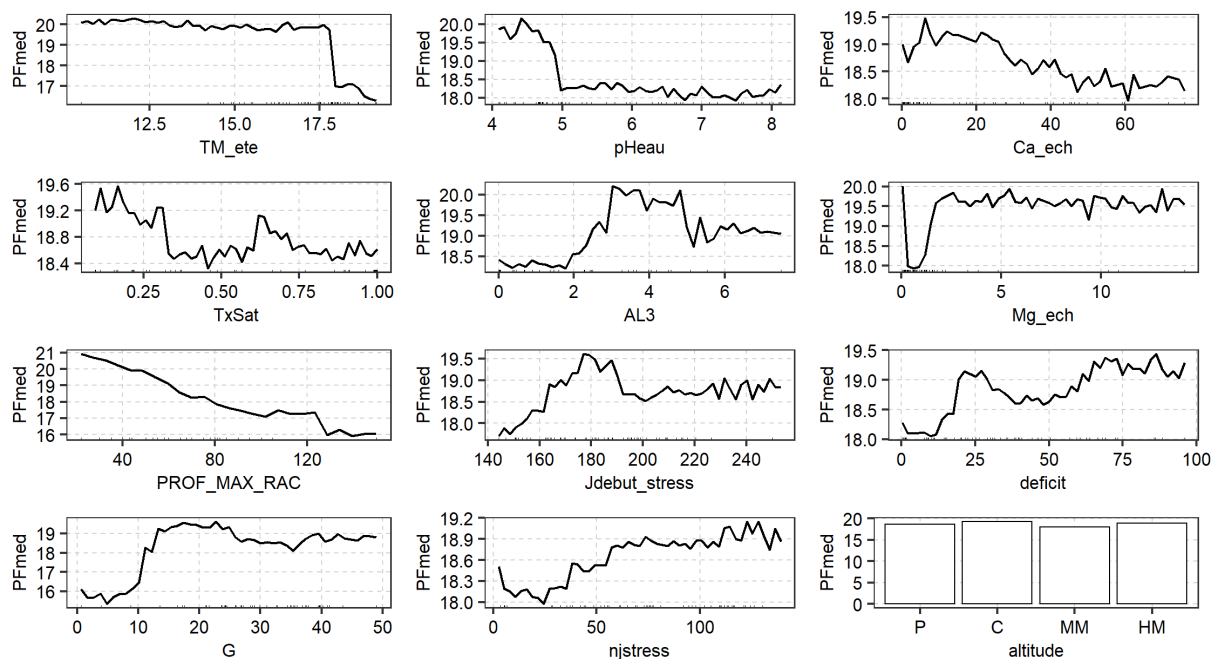 PFmed
20
19
18
17
12.5 15.0 17.5
TM_ete
PFmed
20.0
19.5
19.0
18.5
18.0
4 5 6 7 8
pHeau
PFmed
19.5
19.0
18.5
18.0
0 20 40 60
Ca_ech
PFmed
19.6
19.2
18.8
18.4
0.25 0.50 0.75 1.00
TxSat
PFmed
20.0
19.5
19.0
18.5
0 2 4 6
AL3
PFmed
20.0
19.5
19.0
18.5
18.0
0 5 10
Mg_ech
PFmed
21
20
19
18
17
16
40 80 120
PROF_MAX_RAC
PFmed
19.5
19.0
18.5
18.0
140 160 180 200 220 240
Jdebut_stress
PFmed
19.5
19.0
18.5
18.0
0 25 50 75 100
deficit
PFmed
19
18
17
16
0 10 20 30 40 50
G
PFmed
19.2
18.9
18.6
18.3
18.0
0 50 100
njstress
PFmed
20
15
10
5
0
P C MM HM
altitude